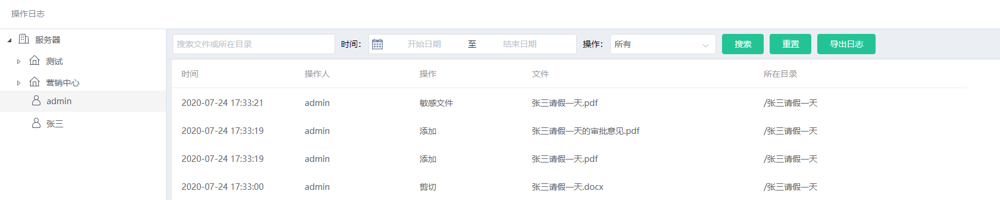 操作日志
服务器
测试
营销中心
admin
张三
搜索文件或所在目录 时间： 开始日期 至 结束日期 操作： 所有 搜索 重置 导出日志
时间 操作人 操作 文件 所在目录
2020-07-24 17:33:21 admin 敏感文件 张三请假一天.pdf /张三请假一天
2020-07-24 17:33:19 admin 添加 张三请假一天的审批意见.pdf /张三请假一天
2020-07-24 17:33:19 admin 添加 张三请假一天.pdf /张三请假一天
2020-07-24 17:33:00 admin 剪切 张三请假一天.docx /张三请假一天